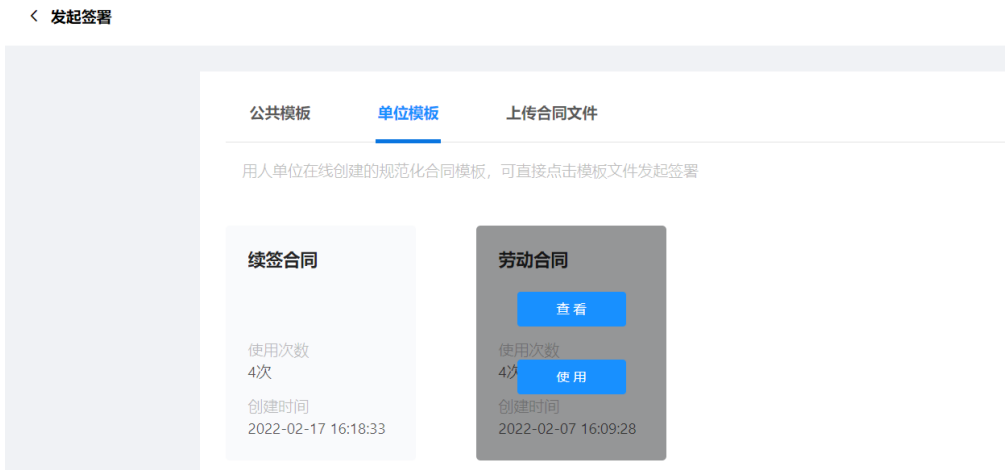 发起签署
公共模板 单位模板 上传合同文件
用人单位在线创建的规范化合同模板，可直接点击模板文件发起签署
续签合同
使用次数
4次
创建时间
2022-02-17 16:18:33
劳动合同
查看
使用次数
4次
使用
创建时间
2022-02-07 16:09:28